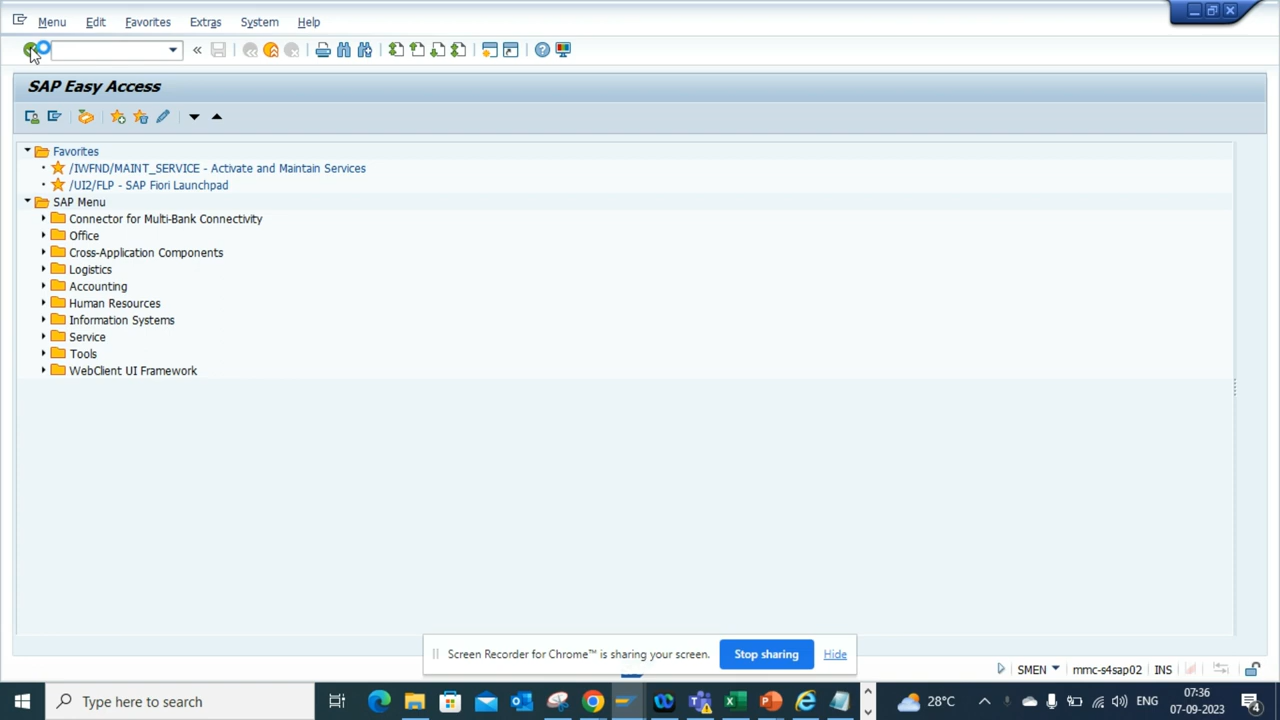 Menu Edit Favorites Extras System Help
SAP Easy Access
Favorites
/IWFND/MAINT_SERVICE - Activate and Maintain Services
/UI2/FLP - SAP Fiori Launchpad
SAP Menu
Connector for Multi-Bank Connectivity
Office
Cross-Application Components
Logistics
Accounting
Human Resources
Information Systems
Service
Tools
WebClient UI Framework
Screen Recorder for Chrome™ is sharing your screen. Stop sharing Hide
SMEN mmc-s4sap02 INS
Type here to search 28°C ENG 07:36
07-09-2023 4